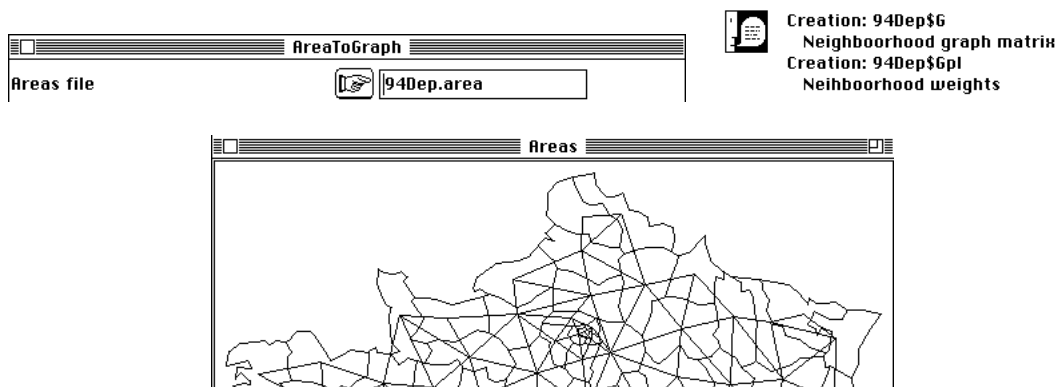 AreaToGraph
Areas file
94Dep.area
Creation: 94Dep$G
Neighboorhood graph matrix
Creation: 94Dep$Gpl
Neihboorhood weights
Areas